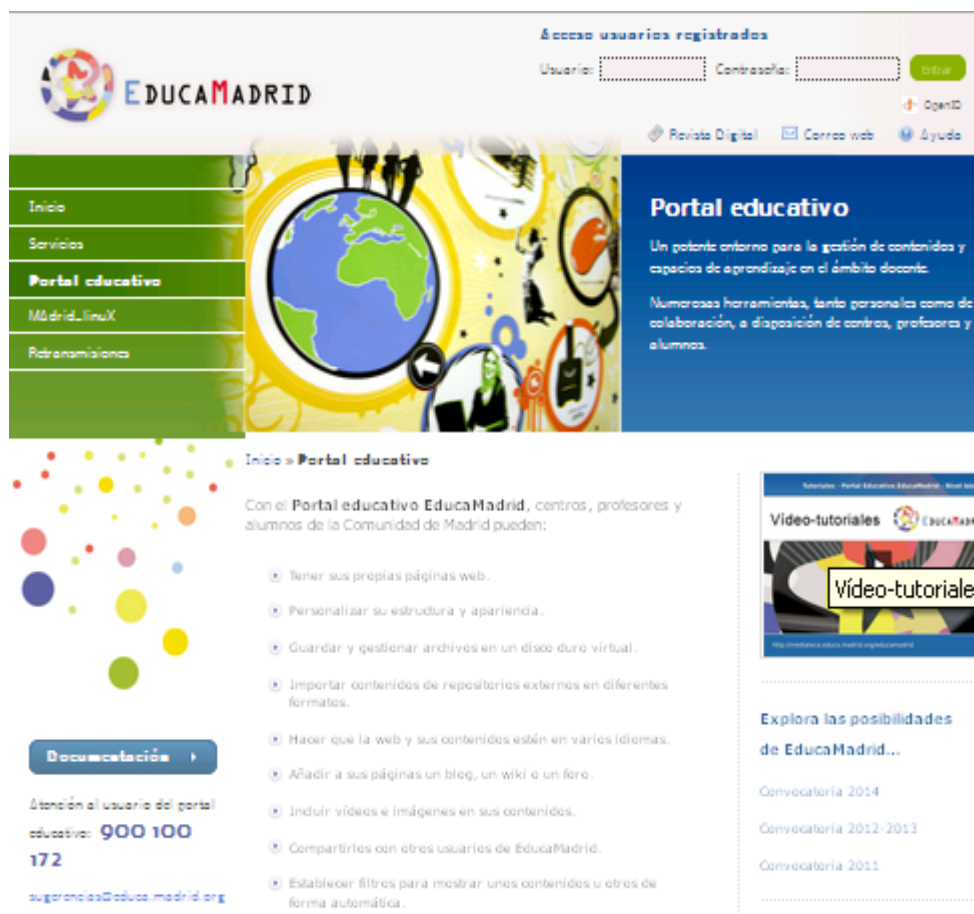 Acceso usuarios registrados
Usuario: Contraseña: Entrar
EDUCAMADRID
OpenID
Revista Digital Correo web Ayuda
Inicio
Servicios
Portal educativo
MAdrid_linuX
Retransmisiones
Portal educativo
Un potente entorno para la gestión de contenidos y
espacios de aprendizaje en el ámbito docente.
Numerosas herramientas, tanto personales como de
colaboración, a disposición de centros, profesores y
alumnos.
Inicio » Portal educativo
Con el Portal educativo EducaMadrid, centros, profesores y
alumnos de la Comunidad de Madrid pueden:
Tener sus propias páginas web.
Personalizar su estructura y apariencia.
Guardar y gestionar archivos en un disco duro virtual.
Importar contenidos de repositorios externos en diferentes
formatos.
Hacer que la web y sus contenidos estén en varios idiomas.
Añadir a sus páginas un blog, un wiki o un foro.
Incluir vídeos e imágenes en sus contenidos.
Compartirlos con otros usuarios de EducaMadrid.
Establecer filtros para mostrar unos contenidos u otros de
forma automática.
Documentación
Atención al usuario del portal
educativo: 900 100
172
sugerencias@educa.madrid.org
Tutoriales - Portal Educativo EducaMadrid - Nivel
Vídeo-tutoriales
Vídeo-tutoriale
Explora las posibilidades
de EducaMadrid...
Convocatoria 2014
Convocatoria 2012-2013
Convocatoria 2011